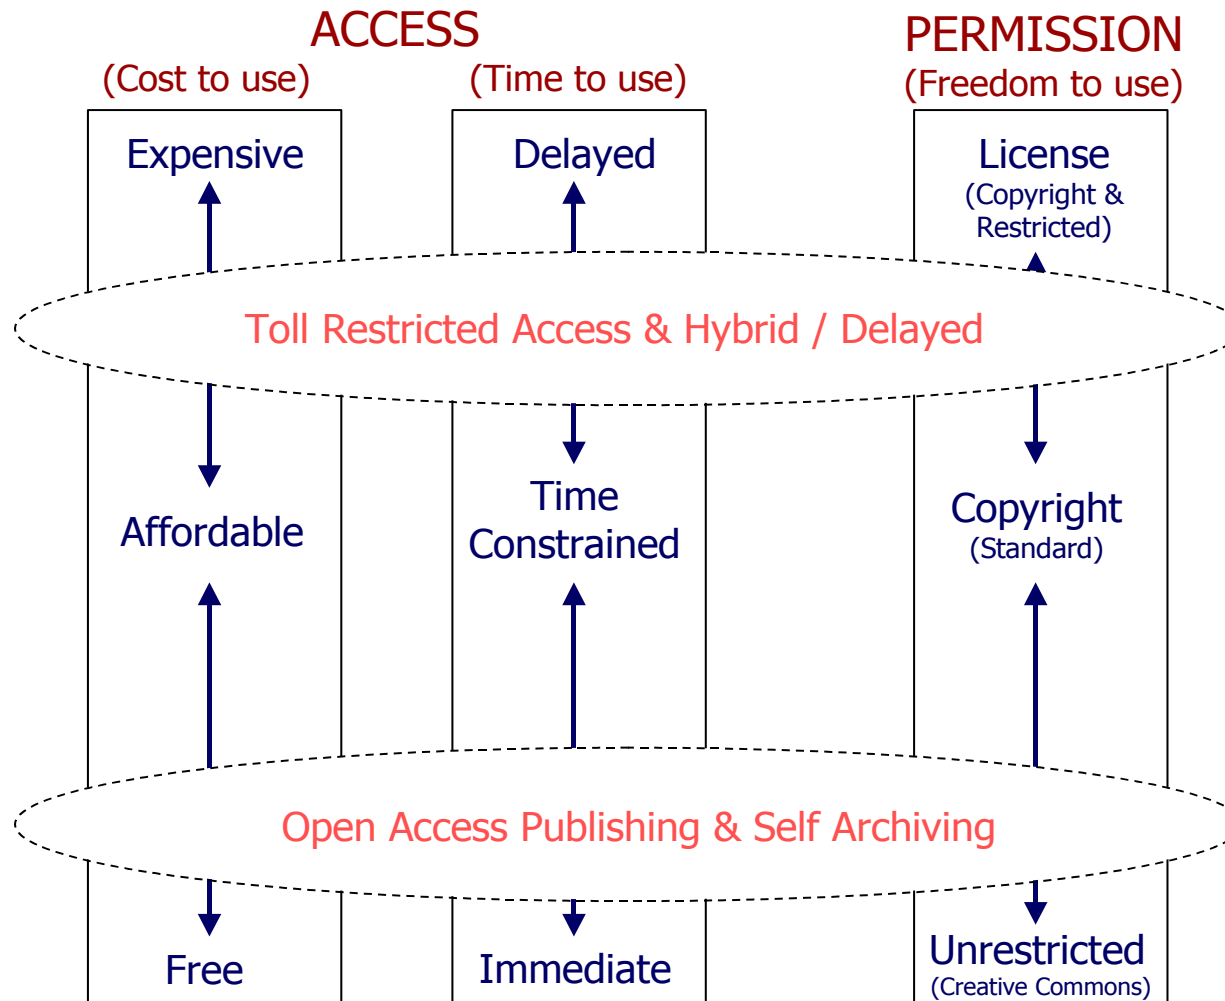 ACCESS
PERMISSION
(Cost to use)
(Time to use)
(Freedom to use)
Expensive
Delayed
License
(Copyright &
Restricted)
Toll Restricted Access & Hybrid / Delayed
Affordable
Time
Constrained
Copyright
(Standard)
Open Access Publishing & Self Archiving
Free
Immediate
Unrestricted
(Creative Commons)